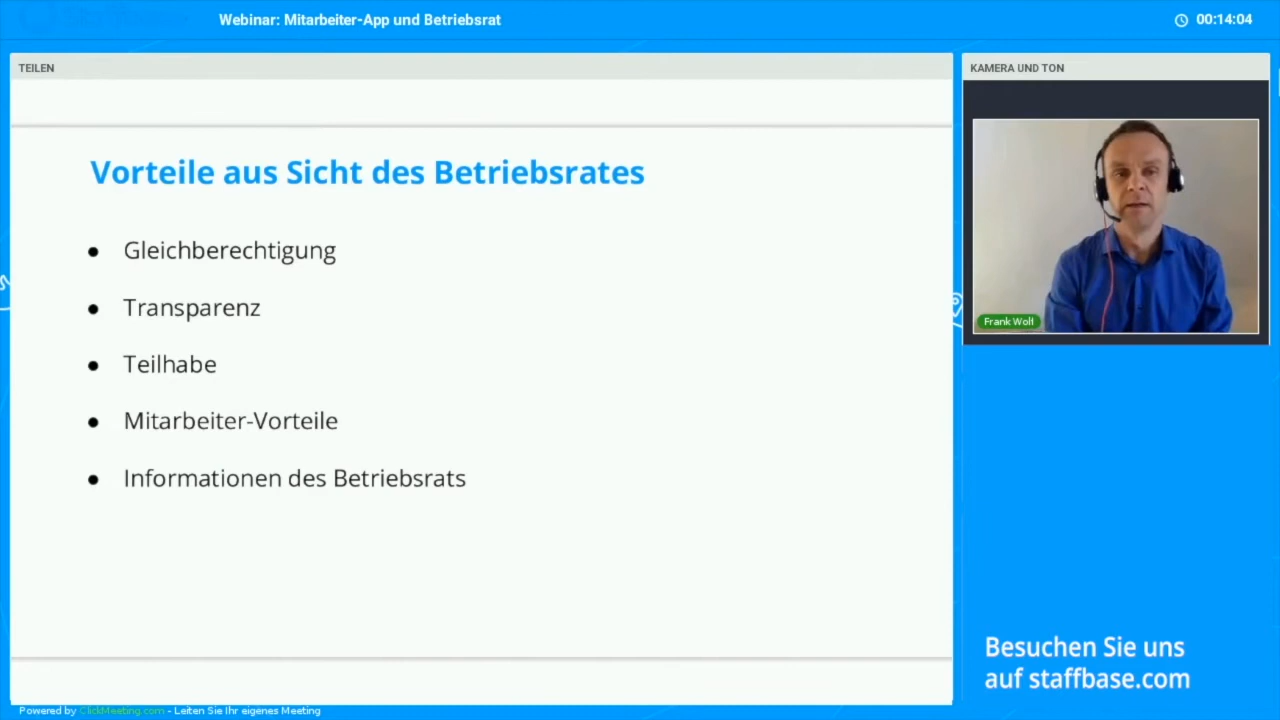 Webinar: Mitarbeiter-App und Betriebsrat
00:14:04
TEILEN
KAMERA UND TON
Vorteile aus Sicht des Betriebsrates
● Gleichberechtigung
● Transparenz
● Teilhabe
● Mitarbeiter-Vorteile
● Informationen des Betriebsrats
Frank Wolf
Besuchen Sie uns
auf staffbase.com
Powered by ClickMeeting.com - Leiten Sie Ihr eigenes Meeting